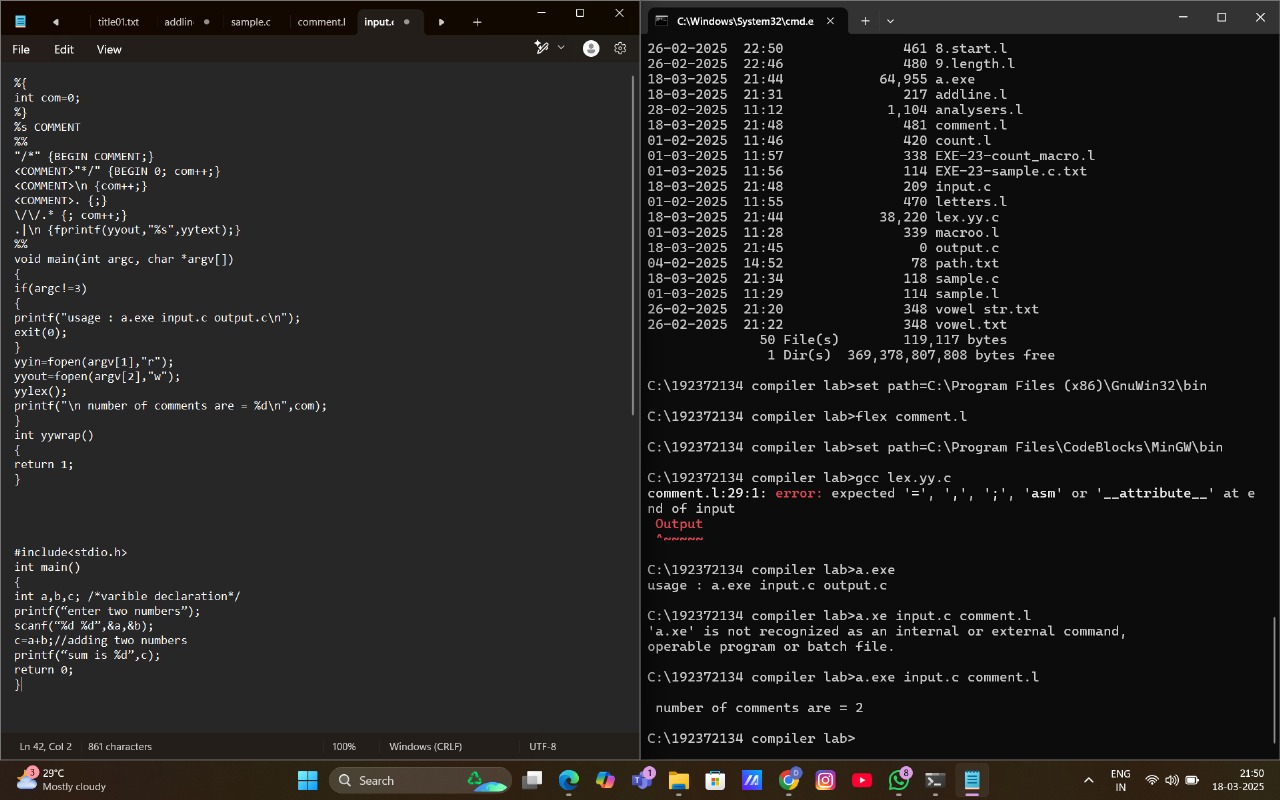 title01.txt
addlin
sample.c
comment.l
input.c
File
Edit
View
%{
int com=0;
%}
%s COMMENT
%%
"/*" {BEGIN COMMENT;}
<COMMENT>"*/" {BEGIN 0; com++;}
<COMMENT>\n {com++;}
<COMMENT>. {;}
\/\/.* {; com++;}
.|\n {fprintf(yyout,"%s",yytext);}
%%
void main(int argc, char *argv[])
{
if(argc!=3)
{
printf("usage : a.exe input.c output.c\n");
exit(0);
}
yyin=fopen(argv[1],"r");
yyout=fopen(argv[2],"w");
yylex();
printf("\n number of comments are = %d\n",com);
}
int yywrap()
{
return 1;
}
#include<stdio.h>
int main()
{
int a,b,c; /*varible declaration*/
printf(“enter two numbers”);
scanf(“%d %d”,&a,&b);
c=a+b;//adding two numbers
printf(“sum is %d”,c);
return 0;
}
Ln 42, Col 2
861 characters
100%
Windows (CRLF)
UTF-8
C:\Windows\System32\cmd.e
26-02-2025 22:50 461 8.start.l
26-02-2025 22:46 480 9.length.l
18-03-2025 21:44 64,955 a.exe
18-03-2025 21:31 217 addline.l
28-02-2025 11:12 1,104 analysers.l
18-03-2025 21:48 481 comment.l
01-02-2025 11:46 420 count.l
01-03-2025 11:57 338 EXE-23-count_macro.l
01-03-2025 11:56 114 EXE-23-sample.c.txt
18-03-2025 21:48 209 input.c
01-02-2025 11:55 470 letters.l
18-03-2025 21:44 38,220 lex.yy.c
01-03-2025 11:28 339 macroo.l
18-03-2025 21:45 0 output.c
04-02-2025 14:52 78 path.txt
18-03-2025 21:34 118 sample.c
01-03-2025 11:29 114 sample.l
26-02-2025 21:20 348 vowel str.txt
26-02-2025 21:22 348 vowel.txt
50 File(s) 119,117 bytes
1 Dir(s) 369,378,807,808 bytes free
C:\192372134 compiler lab>set path=C:\Program Files (x86)\GnuWin32\bin
C:\192372134 compiler lab>flex comment.l
C:\192372134 compiler lab>set path=C:\Program Files\CodeBlocks\MinGW\bin
C:\192372134 compiler lab>gcc lex.yy.c
comment.l:29:1: error: expected '=', ',', ';', 'asm' or '__attribute__' at e
nd of input
Output
^~~~~~
C:\192372134 compiler lab>a.exe
usage : a.exe input.c output.c
C:\192372134 compiler lab>a.xe input.c comment.l
'a.xe' is not recognized as an internal or external command,
operable program or batch file.
C:\192372134 compiler lab>a.exe input.c comment.l
number of comments are = 2
C:\192372134 compiler lab>
3
29°C
Mostly cloudy
Search
1
8
ENG
IN
21:50
18-03-2025